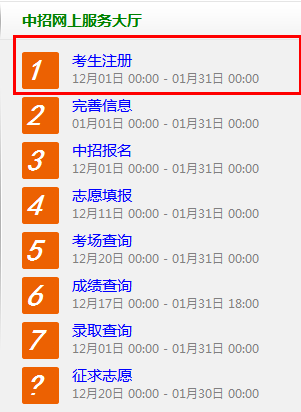 中招网上服务大厅
1 考生注册
12月01日 00:00 - 01月31日 00:00
2 完善信息
01月01日 00:00 - 01月31日 00:00
3 中招报名
12月01日 00:00 - 01月31日 00:00
4 志愿填报
12月11日 00:00 - 01月31日 00:00
5 考场查询
12月20日 00:00 - 01月31日 00:00
6 成绩查询
12月17日 00:00 - 01月31日 18:00
7 录取查询
12月01日 00:00 - 01月31日 00:00
? 征求志愿
12月20日 00:00 - 01月30日 00:00